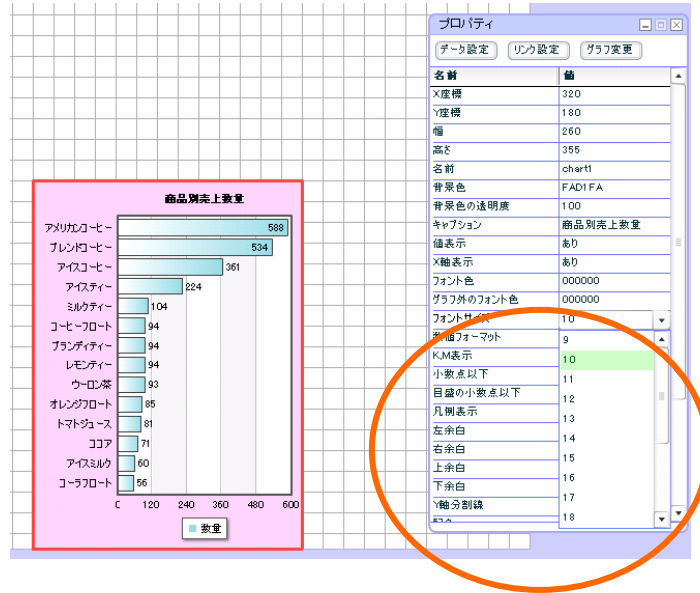 プロパティ
データ設定 リンク設定 グラフ変更
名前 値
X座標 320
Y座標 180
幅 260
高さ 355
名前 chart1
背景色 FAD1FA
背景色の透明度 100
キャプション 商品別売上数量
値表示 あり
X軸表示 あり
フォント色 000000
グラフ外のフォント色 000000
フォントサイズ 10
数値フォーマット
K,M表示
小数点以下
目盛の小数点以下
凡例表示
左余白
右余白
上余白
下余白
Y軸分割線
9
10
11
12
13
14
15
16
17
18
商品別売上数量
アメリカンコーヒー 588
ブレンドコーヒー 534
アイスコーヒー 361
アイスティー 224
ミルクティー 104
コーヒーフロート 94
ブランディティー 94
レモンティー 94
ウーロン茶 93
オレンジフロート 85
トマトジュース 81
ココア 71
アイスミルク 60
コーラフロート 56
120 240 360 480 600
数量